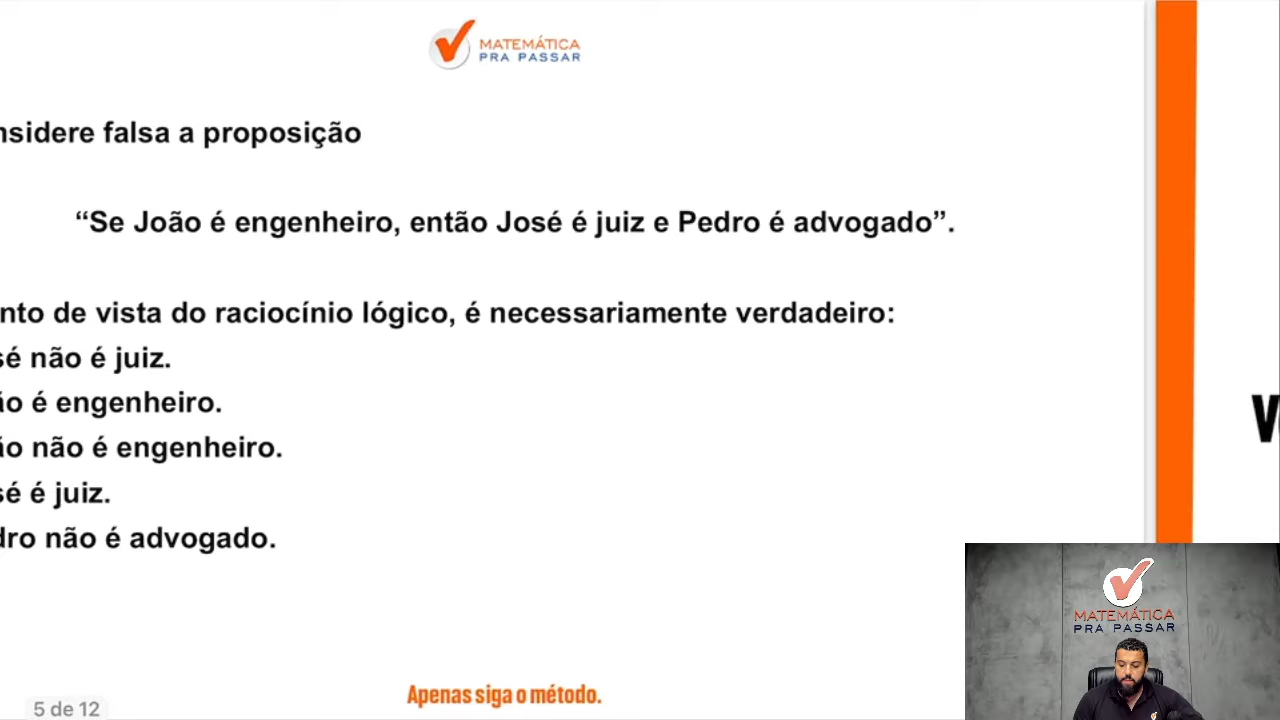 MATEMÁTICA
PRA PASSAR
nsidere falsa a proposição
“Se João é engenheiro, então José é juiz e Pedro é advogado”.
nto de vista do raciocínio lógico, é necessariamente verdadeiro:
sé não é juiz.
ão é engenheiro.
ão não é engenheiro.
sé é juiz.
dro não é advogado.
MATEMÁTICA
PRA PASSAR
Apenas siga o método.
5 de 12